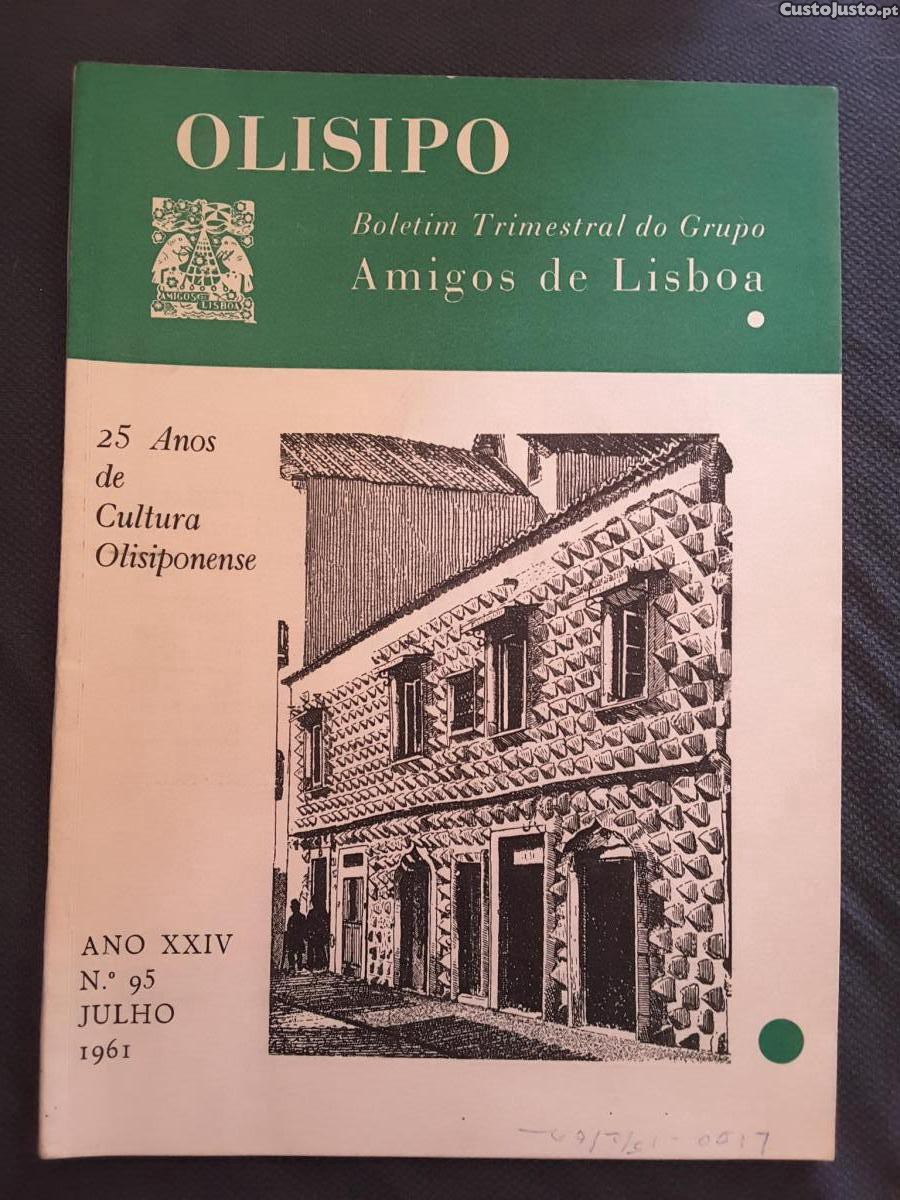 CustoJusto.pt
OLISIPO
Boletim Trimestral do Grupo
Amigos de Lisboa
AMIGOS DE LISBOA
25 Anos
de
Cultura
Olisiponense
ANO XXIV
N.º 95
JULHO
1961